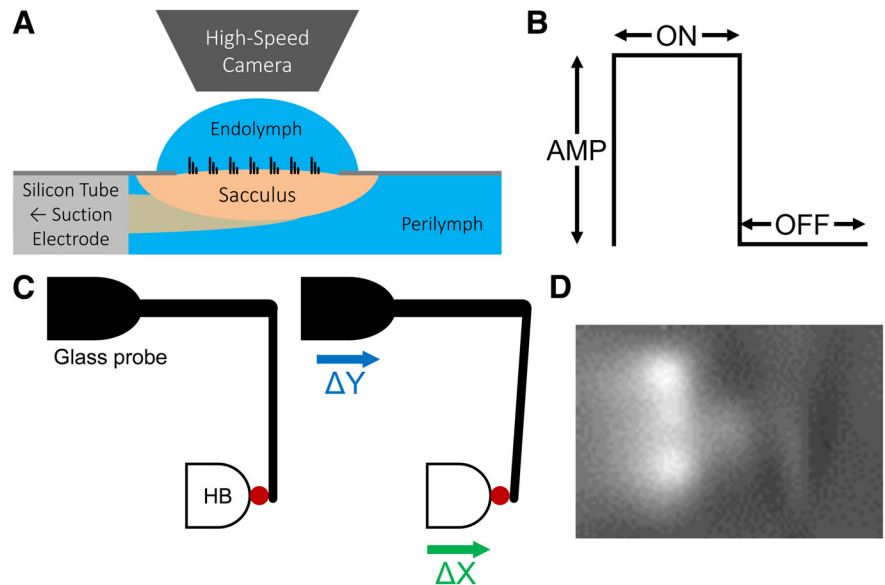 A
High-Speed
Camera
Endolymph
Silicon Tube
← Suction
Electrode
Sacculus
Perilymph
B
ON
AMP
OFF
C
Glass probe
ΔY
HB
ΔX
D